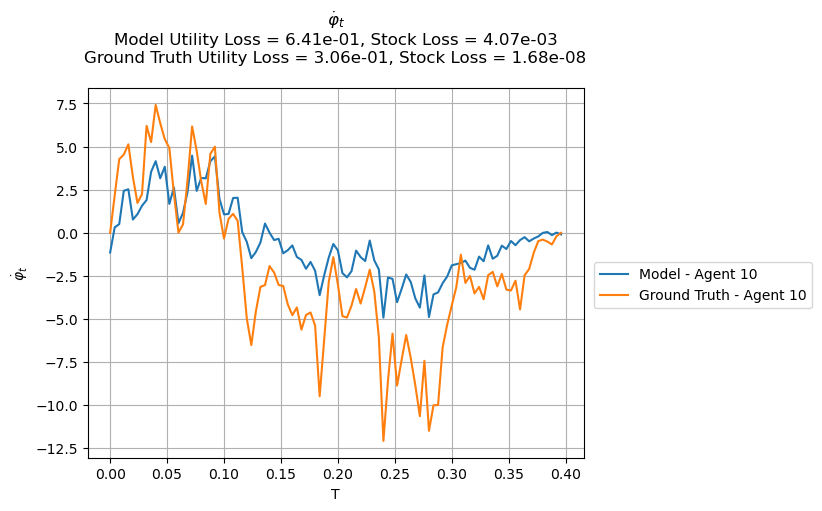 φ̇t
Model Utility Loss = 6.41e-01, Stock Loss = 4.07e-03
Ground Truth Utility Loss = 3.06e-01, Stock Loss = 1.68e-08
7.5
5.0
2.5
0.0
−2.5
−5.0
−7.5
−10.0
−12.5
φ̇t
0.00 0.05 0.10 0.15 0.20 0.25 0.30 0.35 0.40
T
Model - Agent 10
Ground Truth - Agent 10